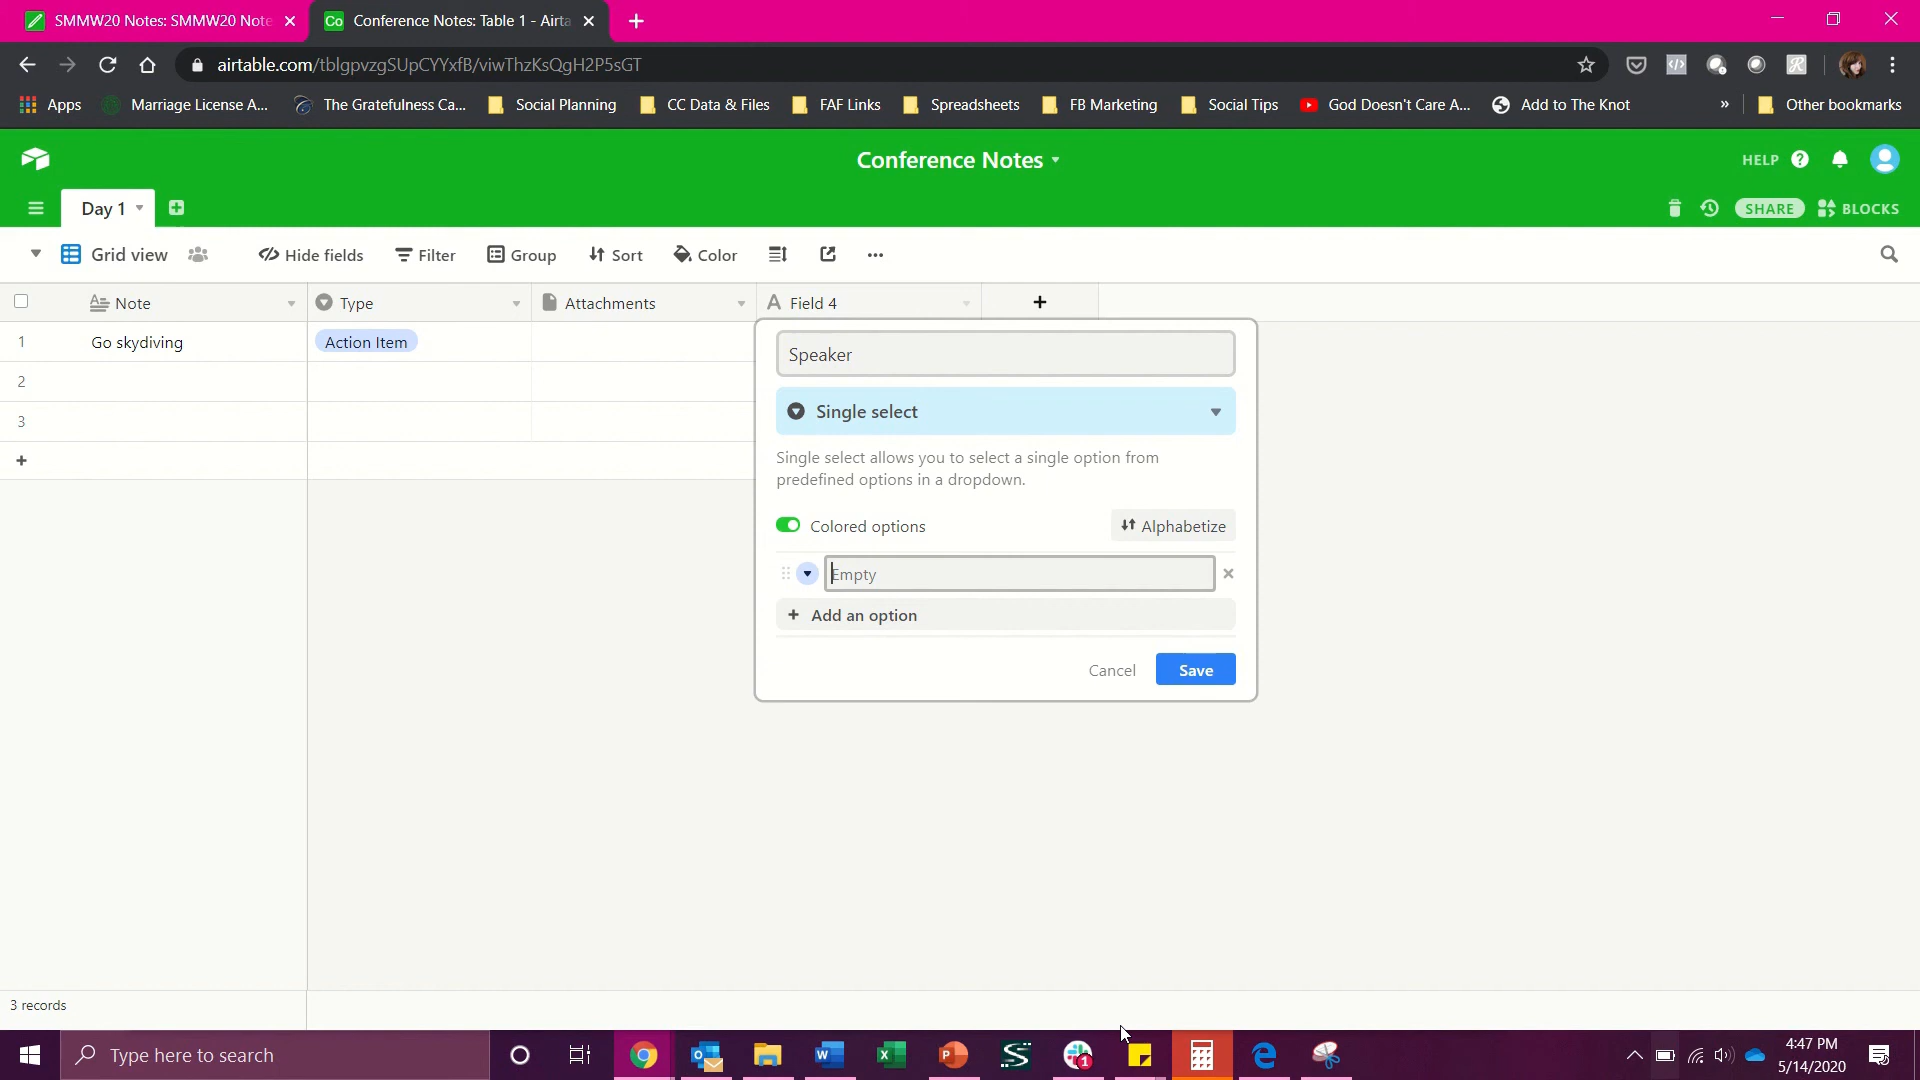 SMMW20 Notes: SMMW20 Note
Conference Notes: Table 1 - Airta
airtable.com/tblgpvzgSUpCYYxfB/viwThzKsQgH2P5sGT
Apps
Marriage License A...
The Gratefulness Ca...
Social Planning
CC Data & Files
FAF Links
Spreadsheets
FB Marketing
Social Tips
God Doesn't Care A...
Add to The Knot
»
Other bookmarks
Conference Notes
HELP
Day 1
SHARE
BLOCKS
Grid view
Hide fields
Filter
Group
Sort
Color
Note
Type
Attachments
Field 4
1
Go skydiving
Action Item
2
3
Speaker
Single select
Single select allows you to select a single option from
predefined options in a dropdown.
Colored options
Alphabetize
Empty
Add an option
Cancel
Save
3 records
Type here to search
1
4:47 PM
5/14/2020